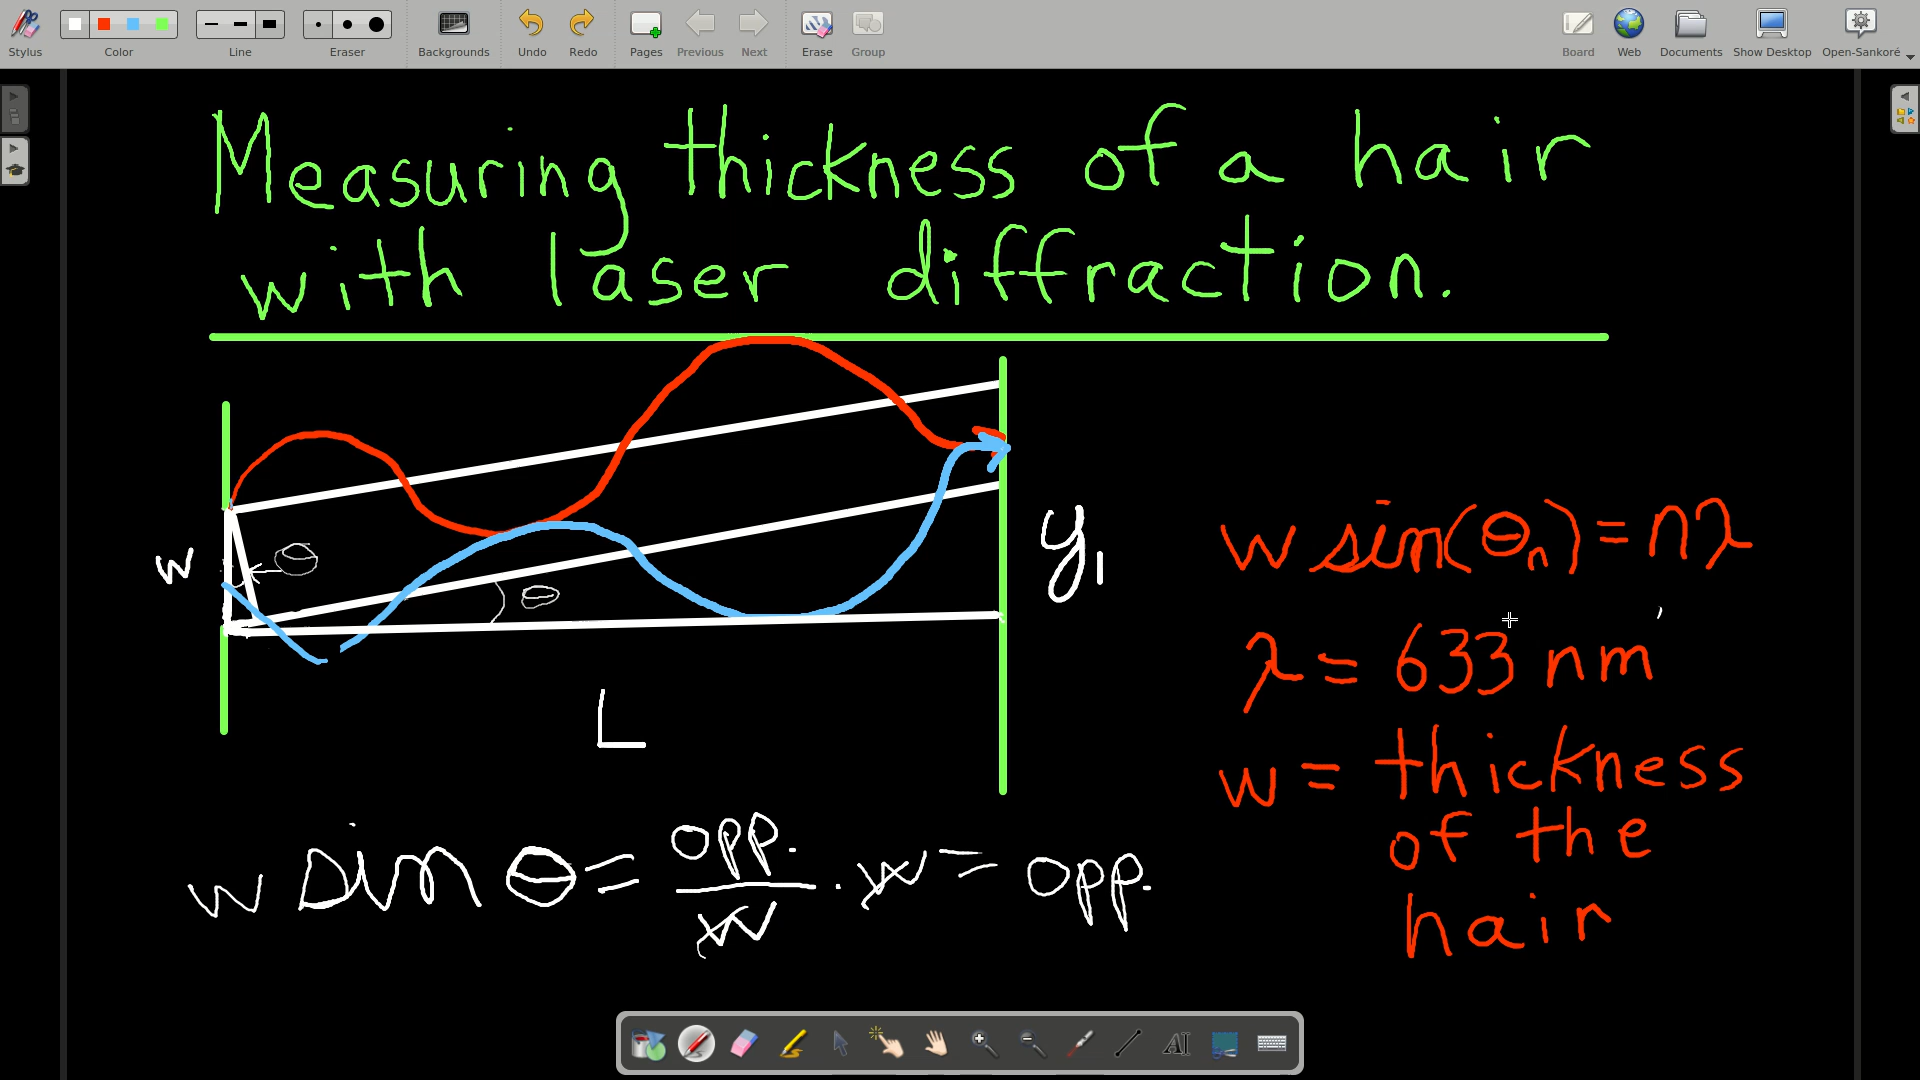 Stylus Color Line Eraser Backgrounds Undo Redo Pages Previous Next Erase Group Board Web Documents Show Desktop Open-Sankoré
Measuring thickness of a hair
with laser diffraction.
w
θ
θ
y₁
L
w sin(θₙ) = nλ
λ = 633 nm
w = thickness
of the
hair
w sin θ = opp./w · w = opp.
AI